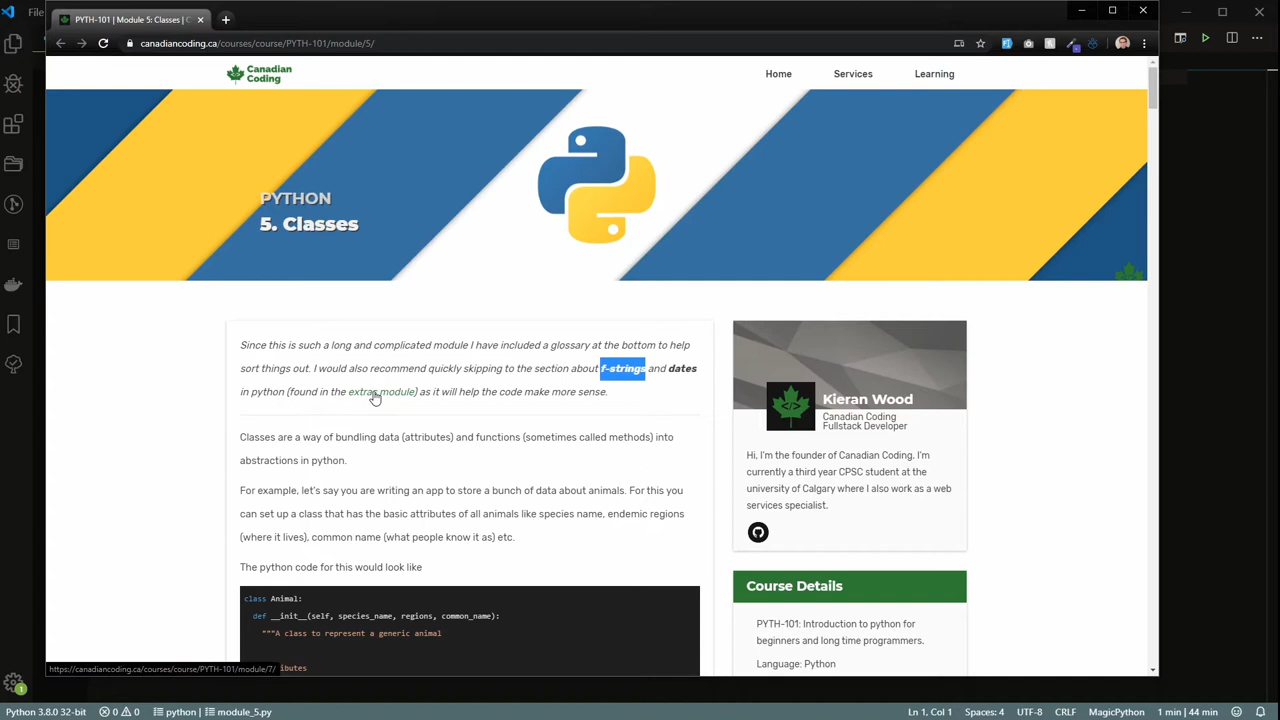 File
PYTH-101 | Module 5: Classes | C
canadiancoding.ca/courses/course/PYTH-101/module/5/
Canadian
Coding
Home Services Learning
PYTHON
5. Classes
Since this is such a long and complicated module I have included a glossary at the bottom to help
sort things out. I would also recommend quickly skipping to the section about f-strings and dates
in python (found in the extras module) as it will help the code make more sense.
Classes are a way of bundling data (attributes) and functions (sometimes called methods) into
abstractions in python.
For example, let's say you are writing an app to store a bunch of data about animals. For this you
can set up a class that has the basic attributes of all animals like species name, endemic regions
(where it lives), common name (what people know it as) etc.
The python code for this would look like
class Animal:
def __init__(self, species_name, regions, common_name):
"""A class to represent a generic animal
ibutes
Kieran Wood
Canadian Coding
Fullstack Developer
Hi, I'm the founder of Canadian Coding. I'm
currently a third year CPSC student at the
university of Calgary where I also work as a web
services specialist.
Course Details
PYTH-101: Introduction to python for
beginners and long time programmers.
Language: Python
https://canadiancoding.ca/courses/course/PYTH-101/module/7/
1
Python 3.8.0 32-bit 0 0 python | module_5.py Ln 1, Col 1 Spaces: 4 UTF-8 CRLF MagicPython 1 min | 44 min